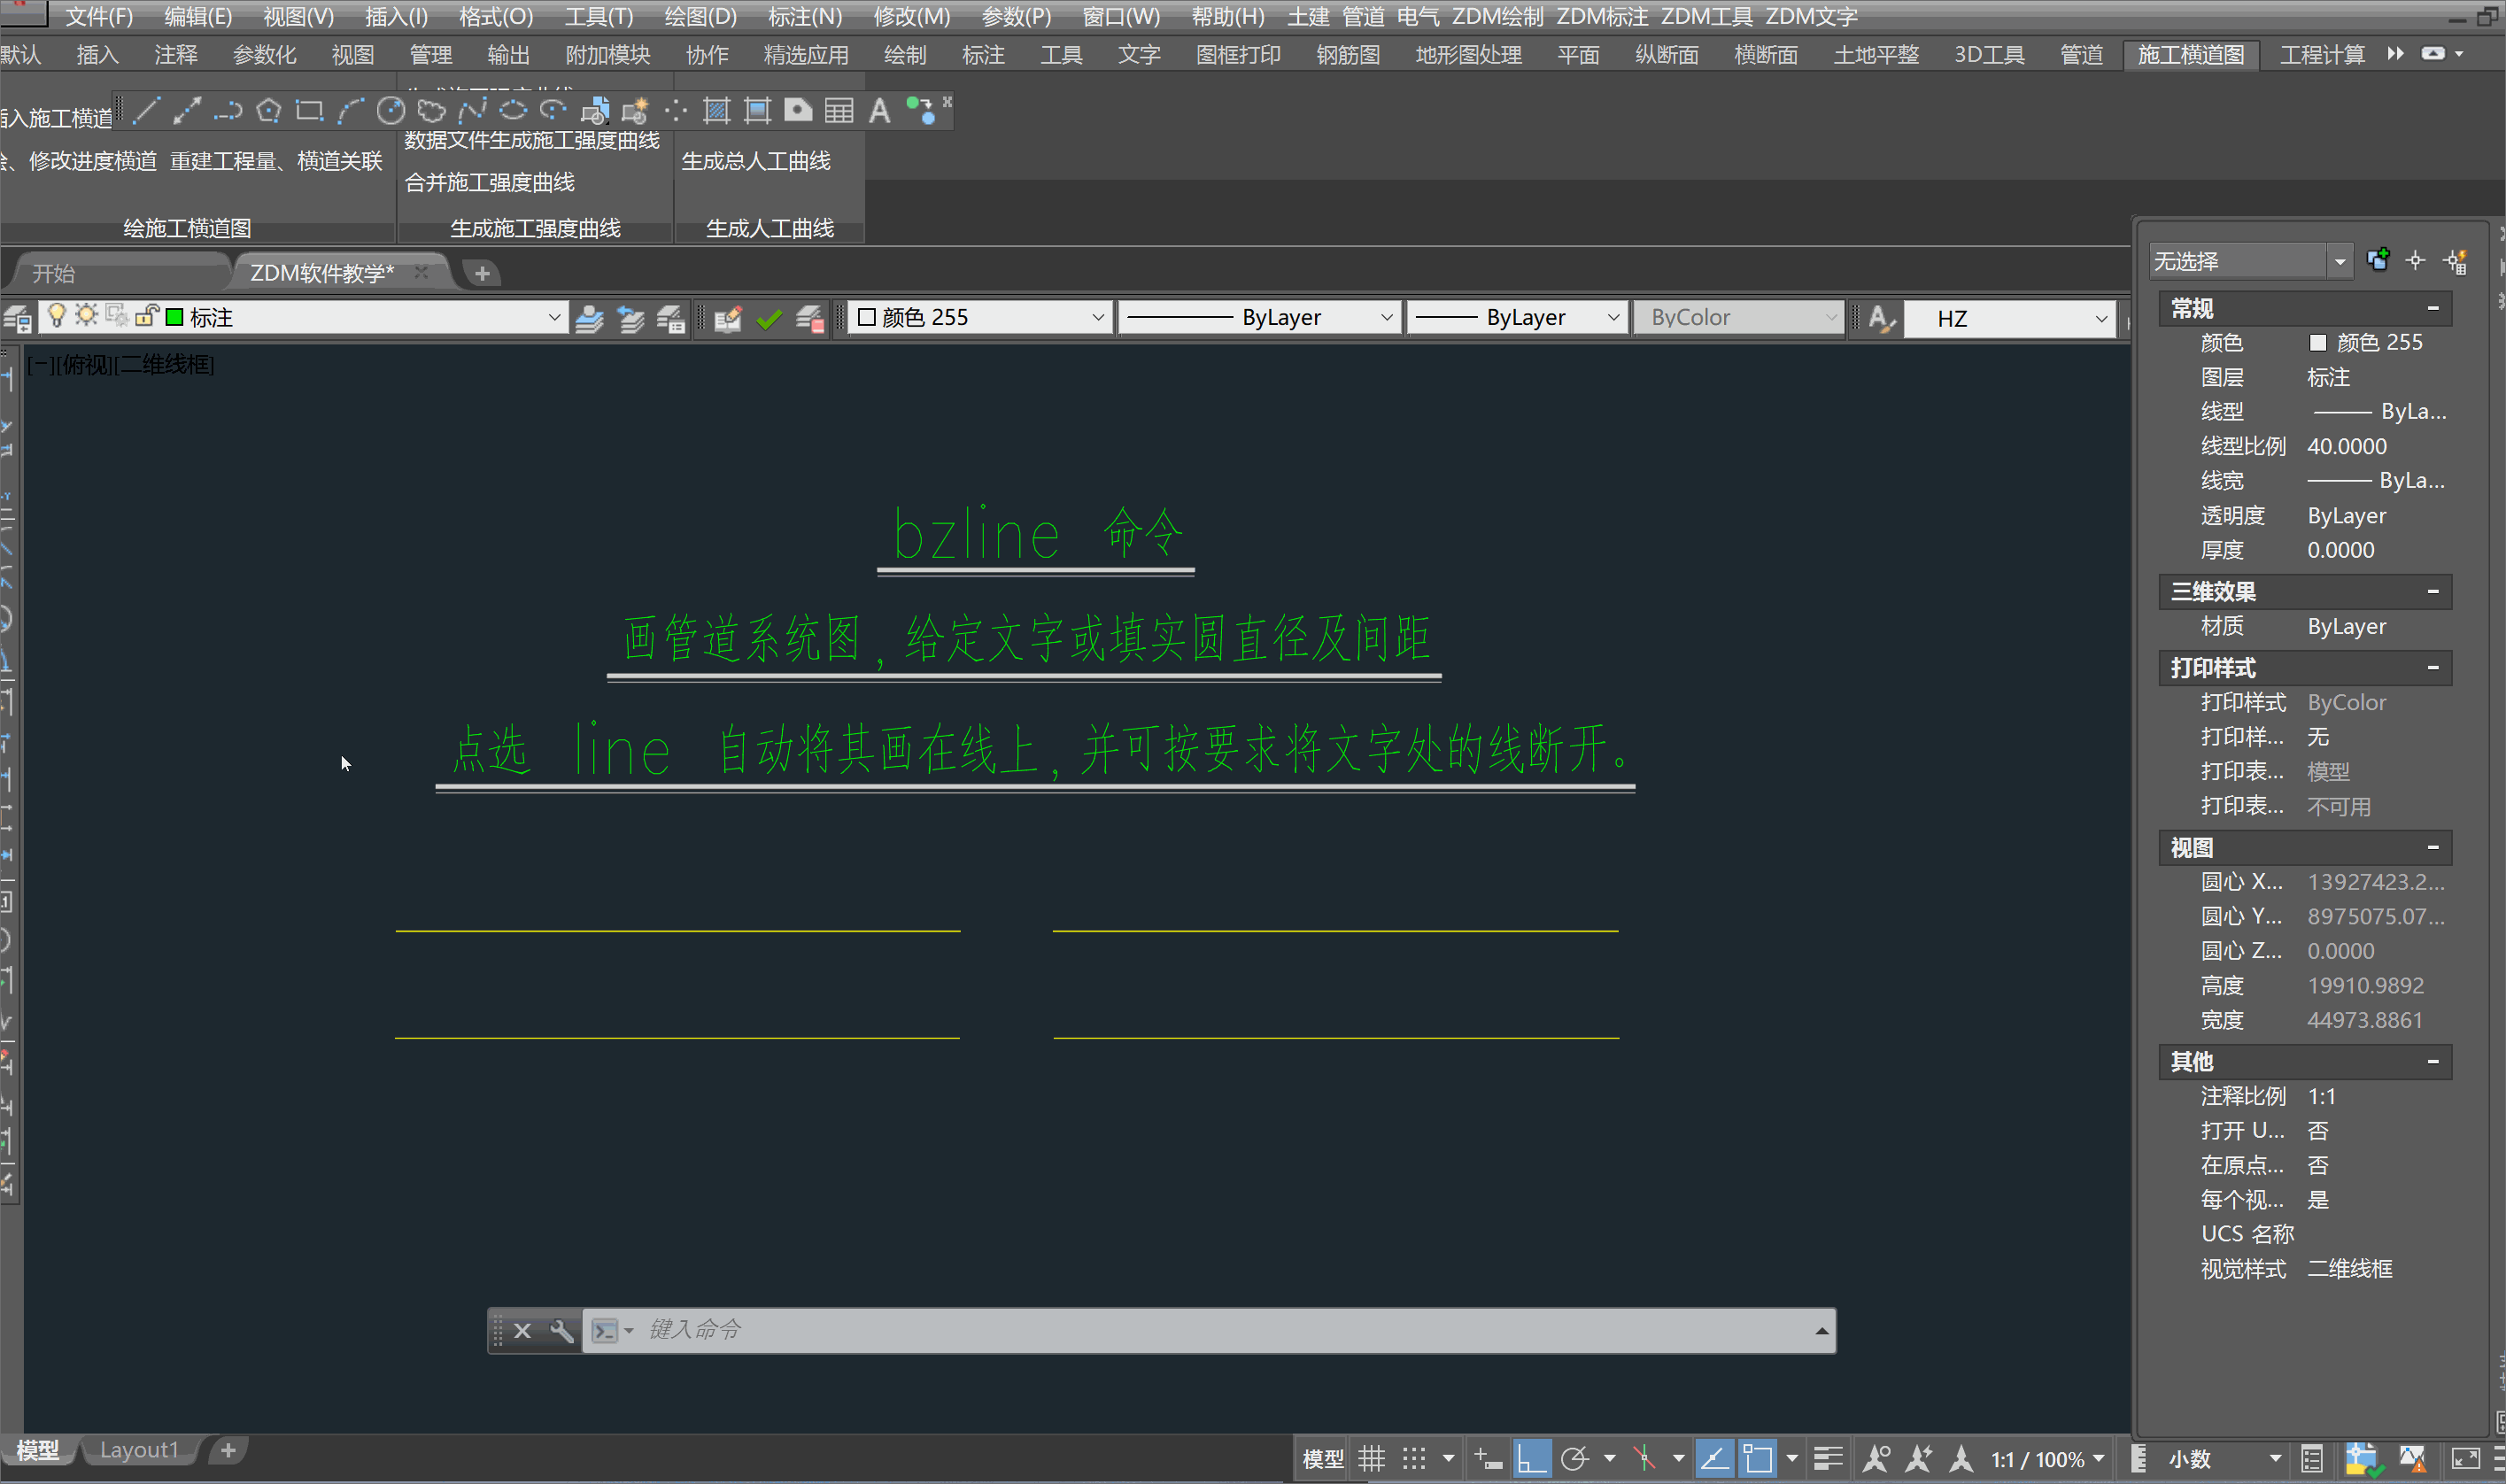 文件(F) 编辑(E) 视图(V) 插入(I) 格式(O) 工具(T) 绘图(D) 标注(N) 修改(M) 参数(P) 窗口(W) 帮助(H) 土建 管道 电气 ZDM绘制 ZDM标注 ZDM工具 ZDM文字
默认 插入 注释 参数化 视图 管理 输出 附加模块 协作 精选应用 绘制 标注 工具 文字 图框打印 钢筋图 地形图处理 平面 纵断面 横断面 土地平整 3D工具 管道 施工横道图 工程计算
插入施工横道
数据文件生成施工强度曲线
、修改进度横道 重建工程量、横道关联
生成总人工曲线
合并施工强度曲线
绘施工横道图 生成施工强度曲线 生成人工曲线
开始 ZDM软件教学*
标注 颜色 255 ByLayer ByLayer ByColor HZ
[−][俯视][二维线框]
bzline 命令
画管道系统图，给定文字或填实圆直径及间距
点选 line 自动将其画在线上，并可按要求将文字处的线断开。
键入命令
无选择
常规
颜色 颜色 255
图层 标注
线型 ByLa...
线型比例 40.0000
线宽 ByLa...
透明度 ByLayer
厚度 0.0000
三维效果
材质 ByLayer
打印样式
打印样式 ByColor
打印样... 无
打印表... 模型
打印表... 不可用
视图
圆心 X... 13927423.2...
圆心 Y... 8975075.07...
圆心 Z... 0.0000
高度 19910.9892
宽度 44973.8861
其他
注释比例 1:1
打开 U... 否
在原点... 否
每个视... 是
UCS 名称
视觉样式 二维线框
模型 Layout1
模型 1:1 / 100% 小数